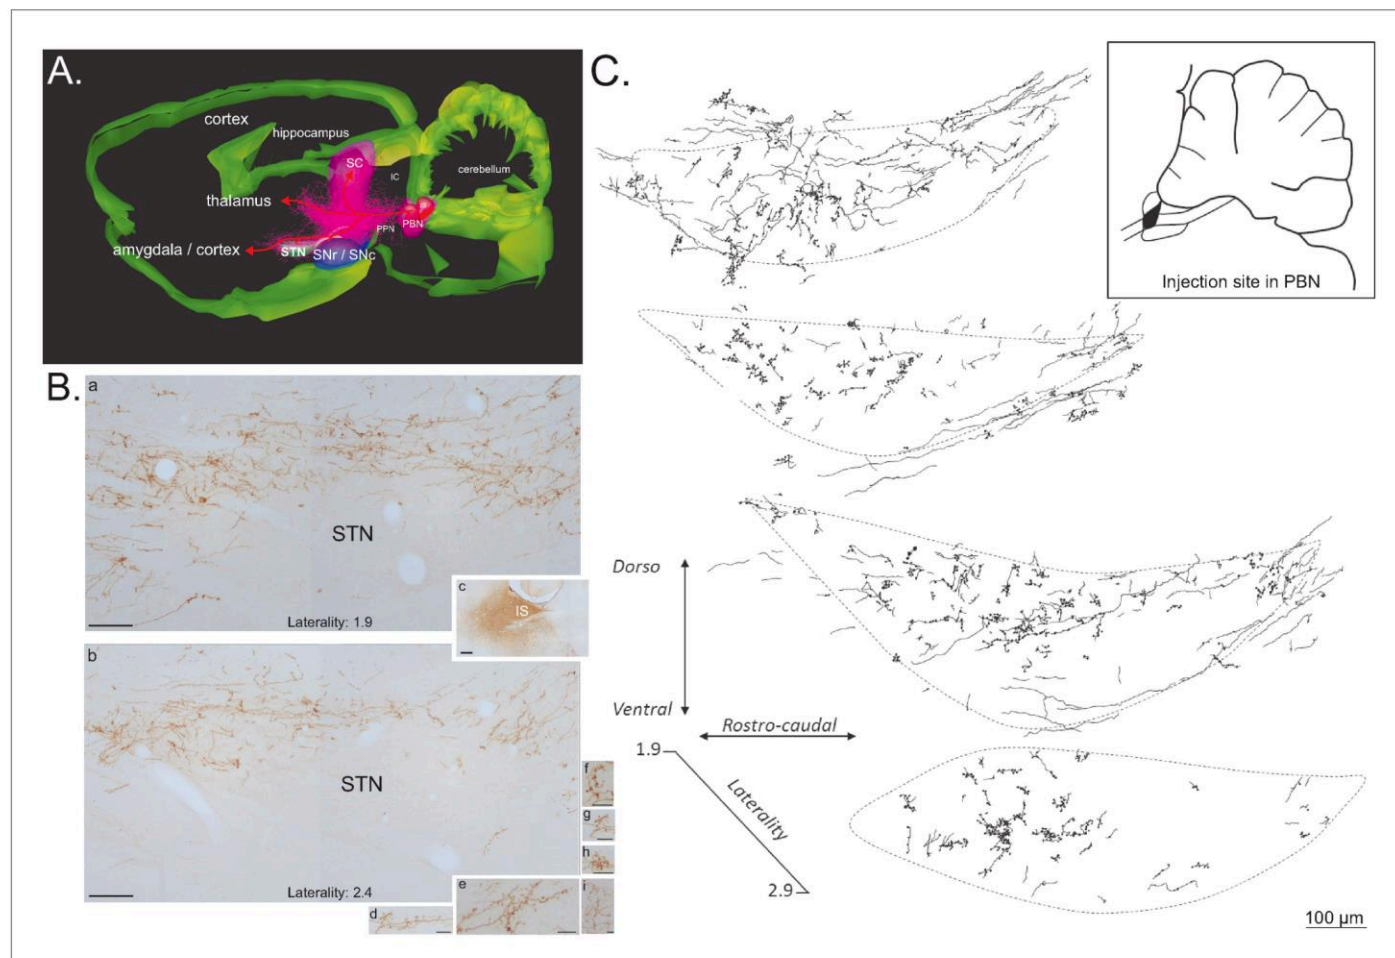 A.
cortex
hippocampus
SC
IC
cerebellum
thalamus
PPN
PBN
amygdala / cortex
STN
SNr / SNc
B.
a
STN
Laterality: 1.9
c
IS
b
STN
Laterality: 2.4
d
e
f
g
h
i
C.
Injection site in PBN
Dorso
Ventral
Rostro-caudal
1.9
Laterality
2.9
100 µm